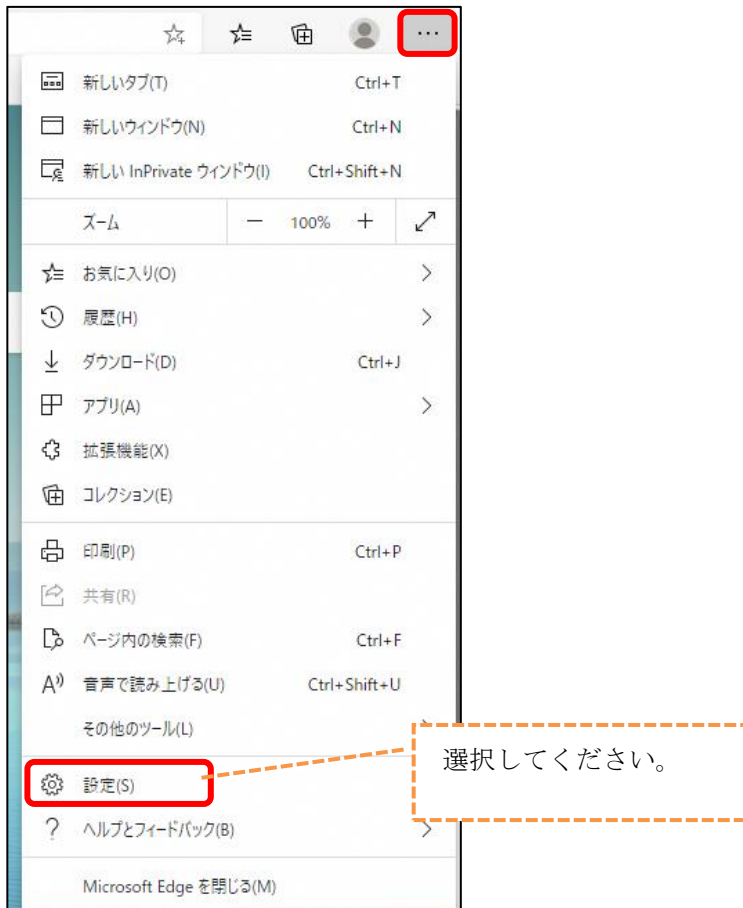 新しいタブ(T) Ctrl+T
新しいウィンドウ(N) Ctrl+N
新しい InPrivate ウィンドウ(I) Ctrl+Shift+N
ズーム － 100% ＋
お気に入り(O)
履歴(H)
ダウンロード(D) Ctrl+J
アプリ(A)
拡張機能(X)
コレクション(E)
印刷(P) Ctrl+P
共有(R)
ページ内の検索(F) Ctrl+F
音声で読み上げる(U) Ctrl+Shift+U
その他のツール(L)
選択してください。
設定(S)
ヘルプとフィードバック(B)
Microsoft Edge を閉じる(M)